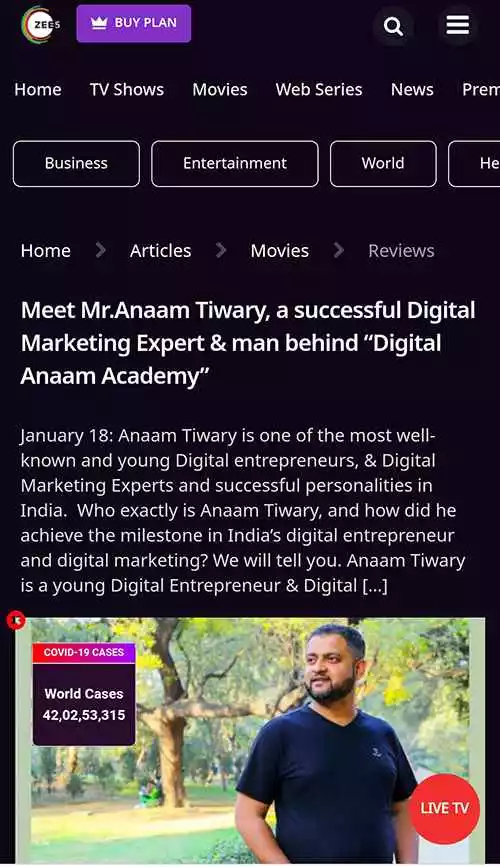 ZEE5
BUY PLAN
Home TV Shows Movies Web Series News Prem
Business Entertainment World He
Home Articles Movies Reviews
Meet Mr.Anaam Tiwary, a successful Digital
Marketing Expert & man behind “Digital
Anaam Academy”
January 18: Anaam Tiwary is one of the most well-
known and young Digital entrepreneurs, & Digital
Marketing Experts and successful personalities in
India.  Who exactly is Anaam Tiwary, and how did he
achieve the milestone in India’s digital entrepreneur
and digital marketing? We will tell you. Anaam Tiwary
is a young Digital Entrepreneur & Digital [...]
COVID-19 CASES
World Cases
42,02,53,315
LIVE TV